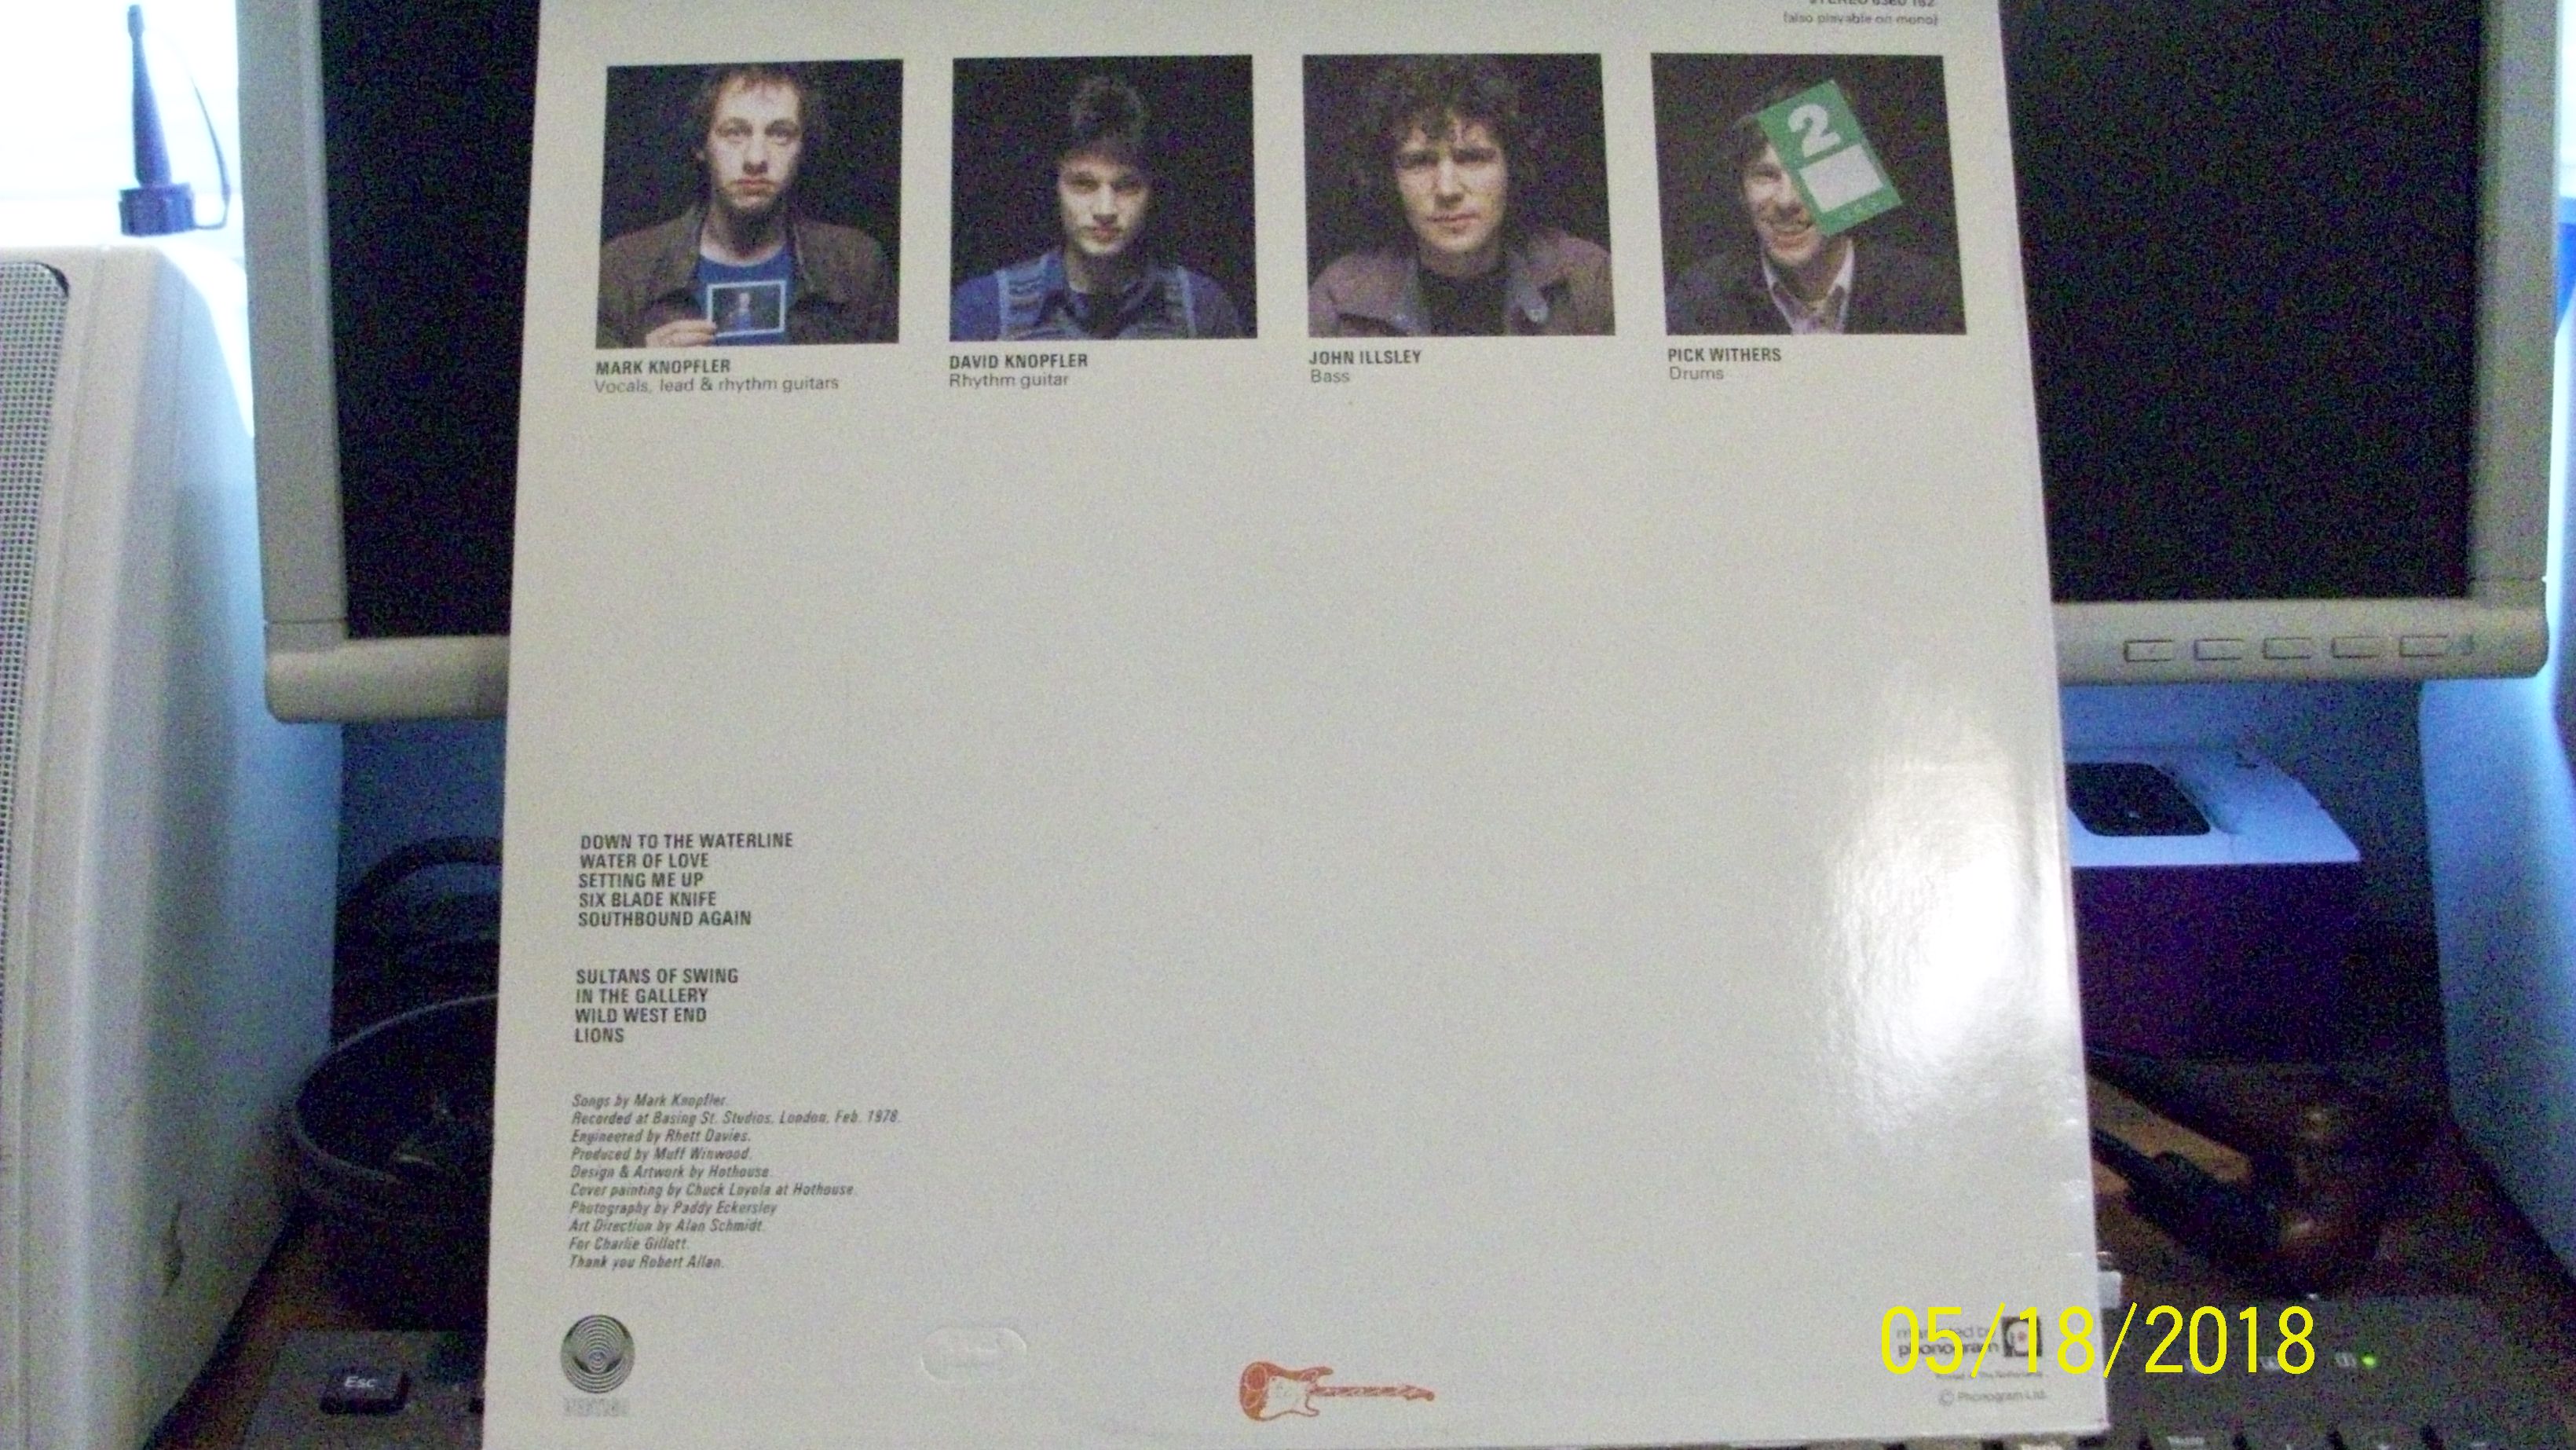 STEREO 6360 162
(also playable on mono)
2
MARK KNOPFLER
Vocals, lead & rhythm guitars
DAVID KNOPFLER
Rhythm guitar
JOHN ILLSLEY
Bass
PICK WITHERS
Drums
DOWN TO THE WATERLINE
WATER OF LOVE
SETTING ME UP
SIX BLADE KNIFE
SOUTHBOUND AGAIN
SULTANS OF SWING
IN THE GALLERY
WILD WEST END
LIONS
Songs by Mark Knopfler.
Recorded at Basing St. Studios, London, Feb. 1978.
Engineered by Rhett Davies.
Produced by Muff Winwood.
Design & Artwork by Hothouse.
Cover painting by Chuck Loyola at Hothouse.
Photography by Paddy Eckersley
Art Direction by Alan Schmidt.
For Charlie Gillett.
Thank you Robert Allan.
phonogram
© Phonogram Ltd.
Esc
05/18/2018